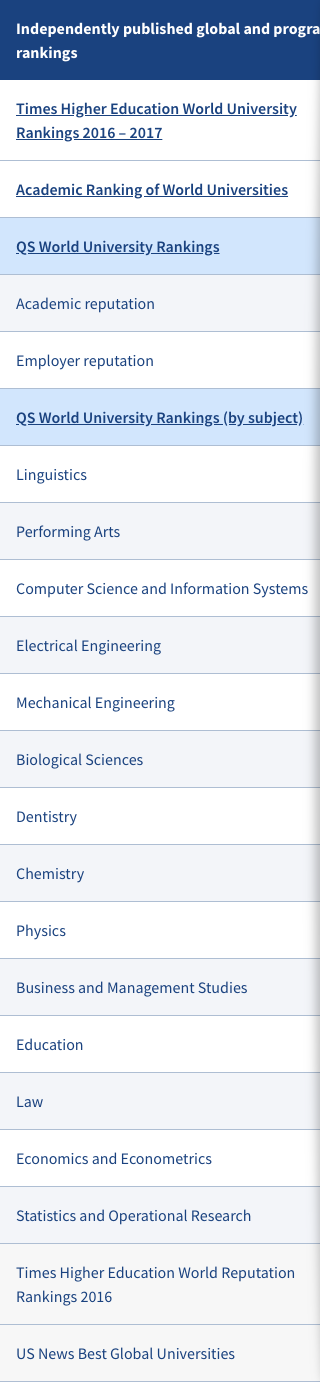 Independently published global and
rankings
Times Higher Education World University
Rankings 2016 – 2017
Academic Ranking of World Universities
QS World University Rankings
Academic reputation
Employer reputation
QS World University Rankings (by subject)
Linguistics
Performing Arts
Computer Science and Information Systems
Electrical Engineering
Mechanical Engineering
Biological Sciences
Dentistry
Chemistry
Physics
Business and Management Studies
Education
Law
Economics and Econometrics
Statistics and Operational Research
Times Higher Education World Reputation
Rankings 2016
US News Best Global Universities